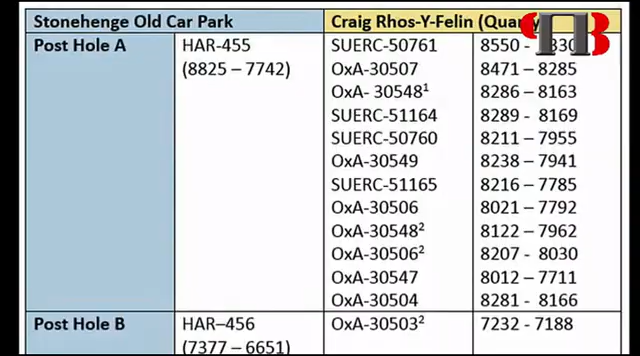 Stonehenge Old Car Park Craig Rhos-Y-Felin
Post Hole A HAR-455 SUERC-50761 8550 -
(8825 – 7742) OxA-30507 8471 – 8285
OxA- 30548¹ 8286 – 8163
SUERC-51164 8289 - 8169
SUERC-50760 8211 – 7955
OxA-30549 8238 – 7941
SUERC-51165 8216 – 7785
OxA-30506 8021 – 7792
OxA-30548² 8122 – 7962
OxA-30506² 8207 - 8030
OxA-30547 8012 – 7711
OxA-30504 8281 - 8166
Post Hole B HAR–456 OxA-30503² 7232 - 7188
(7377 – 6651)